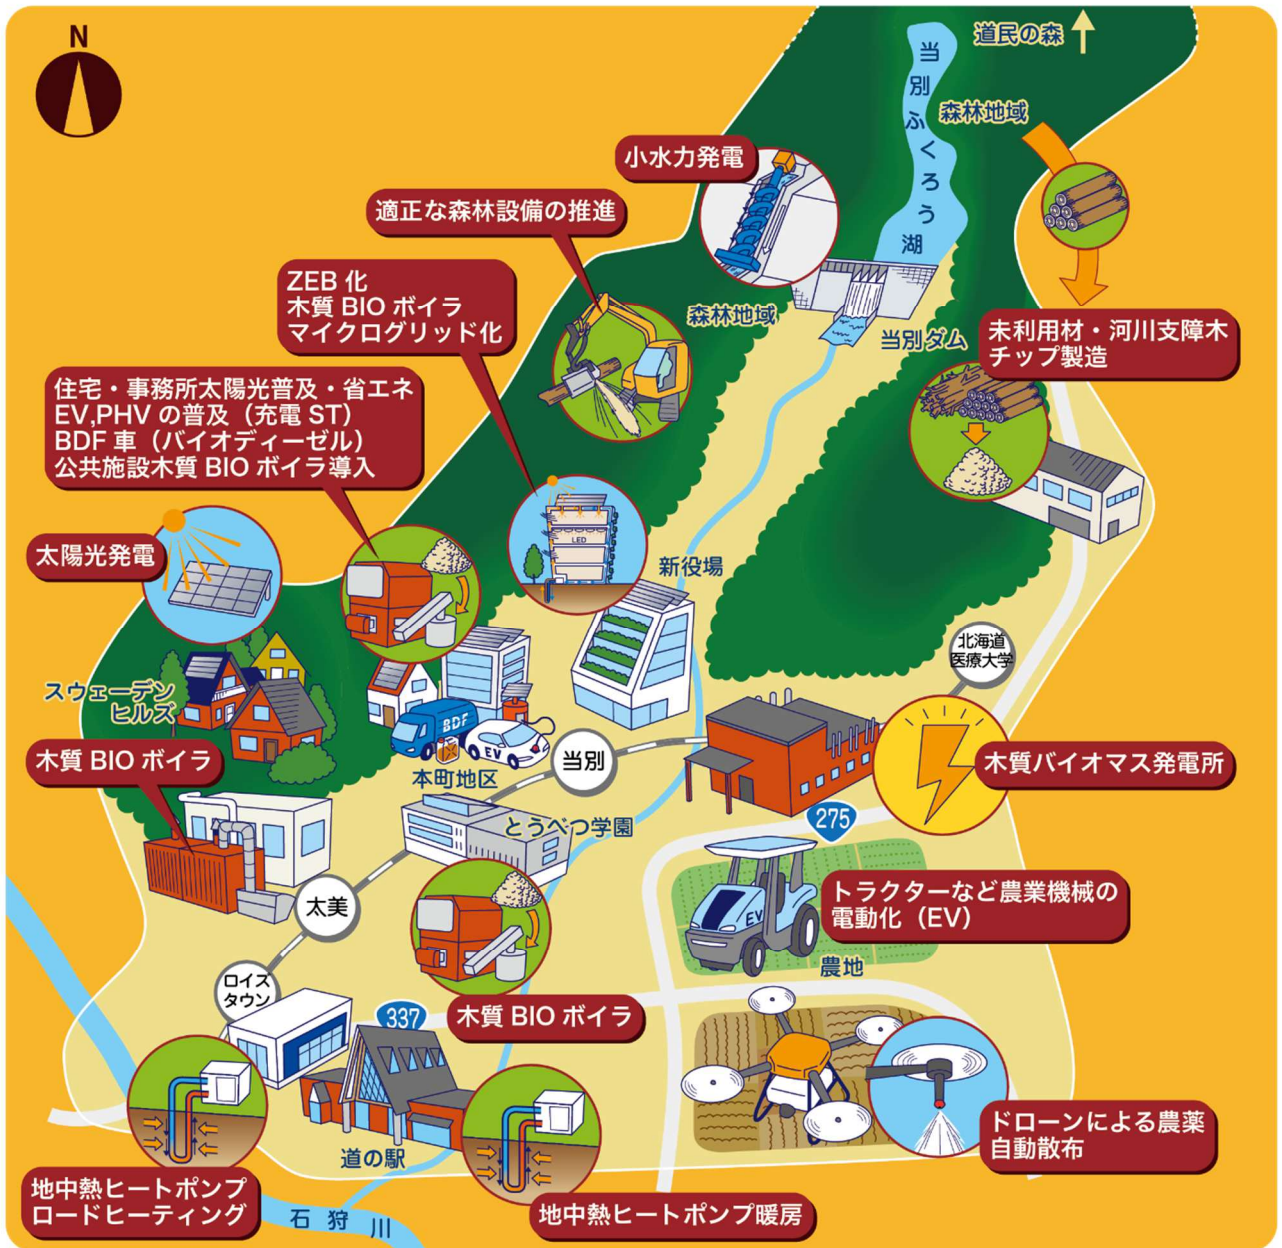 N
道民の森
当別ふくろう湖
森林地域
小水力発電
適正な森林設備の推進
ZEB 化
木質 BIO ボイラ
マイクログリッド化
森林地域
当別ダム
未利用材・河川支障木
チップ製造
住宅・事務所太陽光普及・省エネ
EV,PHV の普及（充電 ST）
BDF 車（バイオディーゼル）
公共施設木質 BIO ボイラ導入
太陽光発電
LED
新役場
北海道
医療大学
スウェーデン
ヒルズ
BDF
EV
本町地区
当別
木質 BIO ボイラ
木質バイオマス発電所
275
とうべつ学園
太美
EV
トラクターなど農業機械の
電動化（EV）
農地
ロイズ
タウン
337
木質 BIO ボイラ
ドローンによる農薬
自動散布
道の駅
地中熱ヒートポンプ
ロードヒーティング
石狩川
地中熱ヒートポンプ暖房